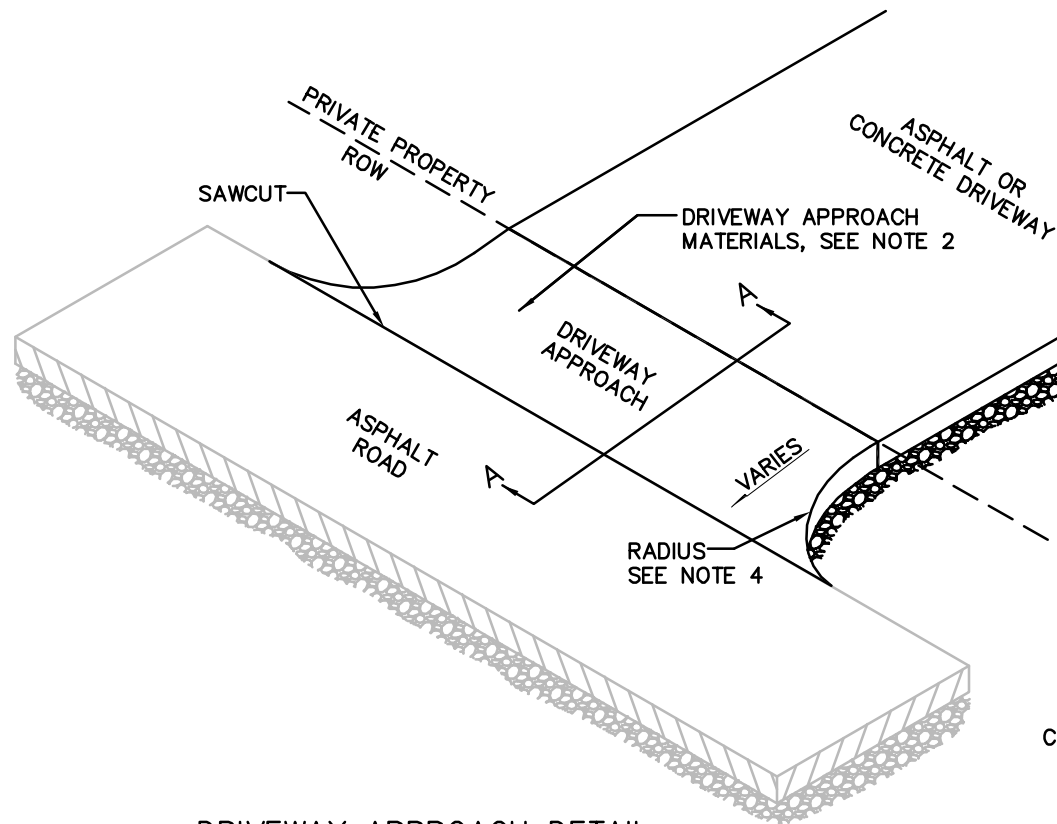 PRIVATE PROPERTY
ROW
ASPHALT OR
CONCRETE DRIVEWAY
SAWCUT
DRIVEWAY APPROACH
MATERIALS, SEE NOTE 2
A
DRIVEWAY
APPROACH
ASPHALT
ROAD
VARIES
A
RADIUS
SEE NOTE 4
C
DRIVEWAY APPROACH DETAIL